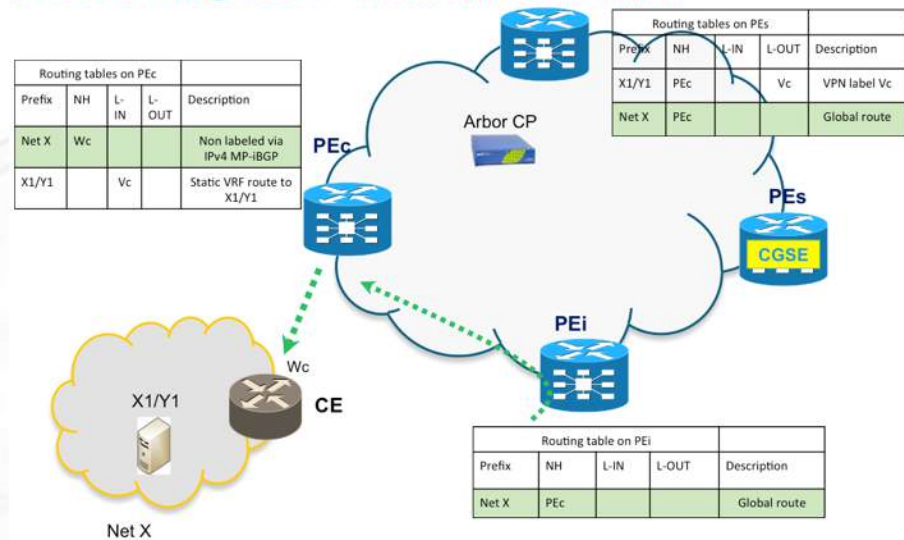 Routing tables on PEs
Prefix NH L-IN L-OUT Description
X1/Y1 PEc Vc VPN label Vc
Net X PEc Global route
Routing tables on PEc
Prefix NH L-IN L-OUT Description
Net X Wc Non labeled via IPv4 MP-iBGP
X1/Y1 Vc Static VRF route to X1/Y1
Arbor CP
PEc
PEs
CGSE
PEi
Wc
CE
X1/Y1
Net X
Routing table on PEi
Prefix NH L-IN L-OUT Description
Net X PEc Global route